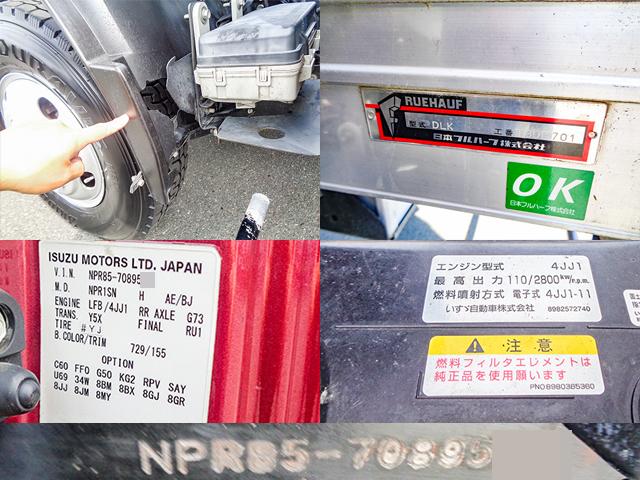 FRUEHAUF
型式 DLK 工番 701
日本フルハーフ株式会社
OK
日本フルハーフ株式会社
ISUZU MOTORS LTD. JAPAN
V.I.N. NPR85-70895
M.D. NPR1SN H AE/BJ
ENGINE LFB/4JJ1 RR AXLE G73
TRANS. Y5X FINAL RU1
TIRE #YJ
B.COLOR/TRIM 729/155
OPTION
C60 FFO G50 KG2 RPV SAY
U69 34W 8BM 8BX 8GJ 8GR
8JJ 8JM 8MY
エンジン型式 4JJ1
最高出力 110/2800kW/r.p.m.
燃料噴射方式 電子式 4JJ1-11
いすゞ自動車株式会社 8982572740
注意
燃料フィルタエレメントは
純正品を使用願います
PNO8980385360
NPR85-70895